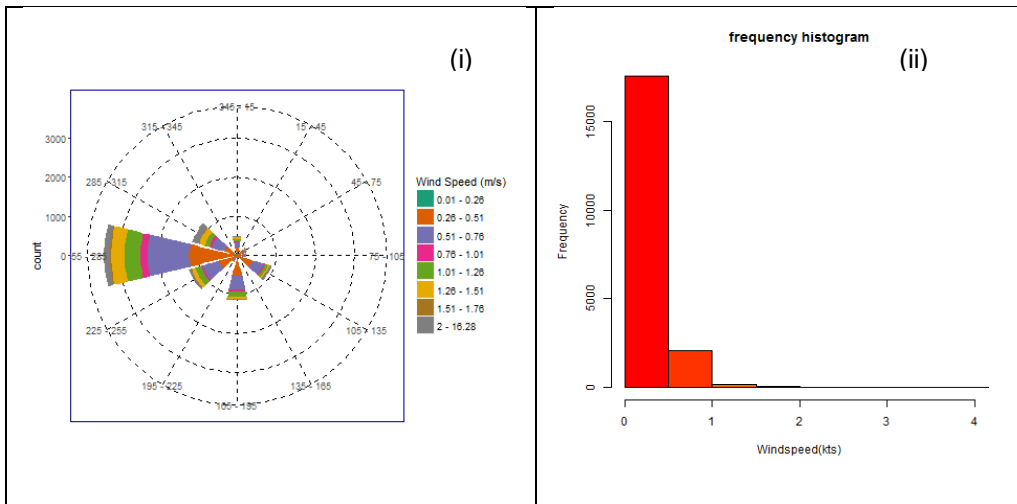 (i)
345 - 15
315 - 345
15 - 45
285 - 315
45 - 75
255 - 285
75 - 105
225 - 255
105 - 135
195 - 225
135 - 165
165 - 195
3000
2000
1000
0
count
Wind Speed (m/s)
0.01 - 0.26
0.26 - 0.51
0.51 - 0.76
0.76 - 1.01
1.01 - 1.26
1.26 - 1.51
1.51 - 1.76
2 - 16.28
frequency histogram
(ii)
15000
10000
5000
0
Frequency
0 1 2 3 4
Windspeed(kts)